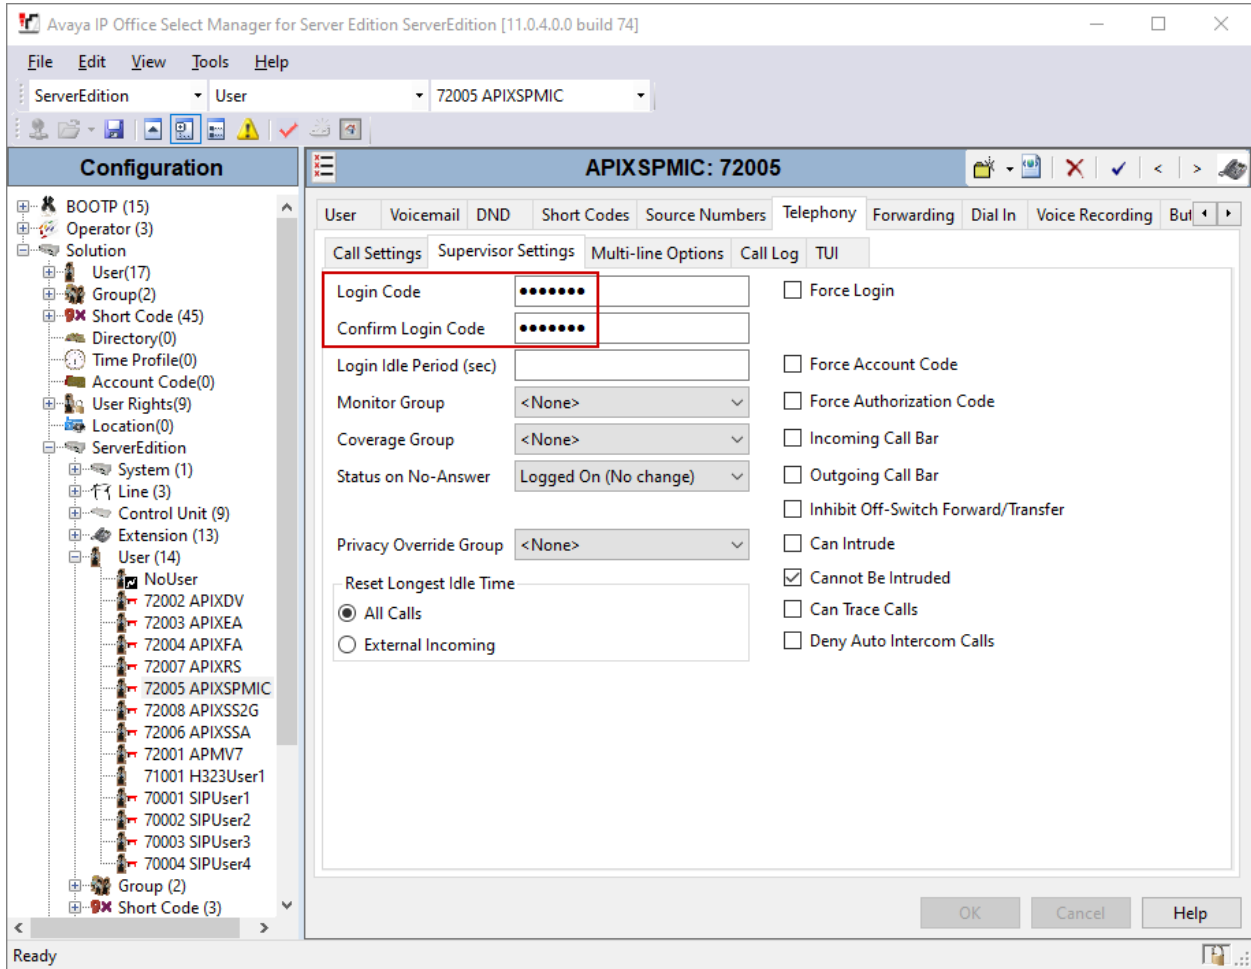 Avaya IP Office Select Manager for Server Edition ServerEdition [11.0.4.0.0 build 74]
File Edit View Tools Help
ServerEdition User 72005 APIXSPMIC
Configuration
BOOTP (15)
Operator (3)
Solution
User(17)
Group(2)
Short Code (45)
Directory(0)
Time Profile(0)
Account Code(0)
User Rights(9)
Location(0)
ServerEdition
System (1)
Line (3)
Control Unit (9)
Extension (13)
User (14)
NoUser
72002 APIXDV
72003 APIXEA
72004 APIXFA
72007 APIXRS
72005 APIXSPMIC
72008 APIXSS2G
72006 APIXSSA
72001 APMV7
71001 H323User1
70001 SIPUser1
70002 SIPUser2
70003 SIPUser3
70004 SIPUser4
Group (2)
Short Code (3)
APIXSPMIC: 72005
User Voicemail DND Short Codes Source Numbers Telephony Forwarding Dial In Voice Recording But
Call Settings Supervisor Settings Multi-line Options Call Log TUI
Login Code ●●●●●●● Force Login
Confirm Login Code ●●●●●●●
Login Idle Period (sec) Force Account Code
Monitor Group <None> Force Authorization Code
Coverage Group <None> Incoming Call Bar
Status on No-Answer Logged On (No change) Outgoing Call Bar
Inhibit Off-Switch Forward/Transfer
Privacy Override Group <None> Can Intrude
Reset Longest Idle Time Cannot Be Intruded
All Calls Can Trace Calls
External Incoming Deny Auto Intercom Calls
OK Cancel Help
Ready